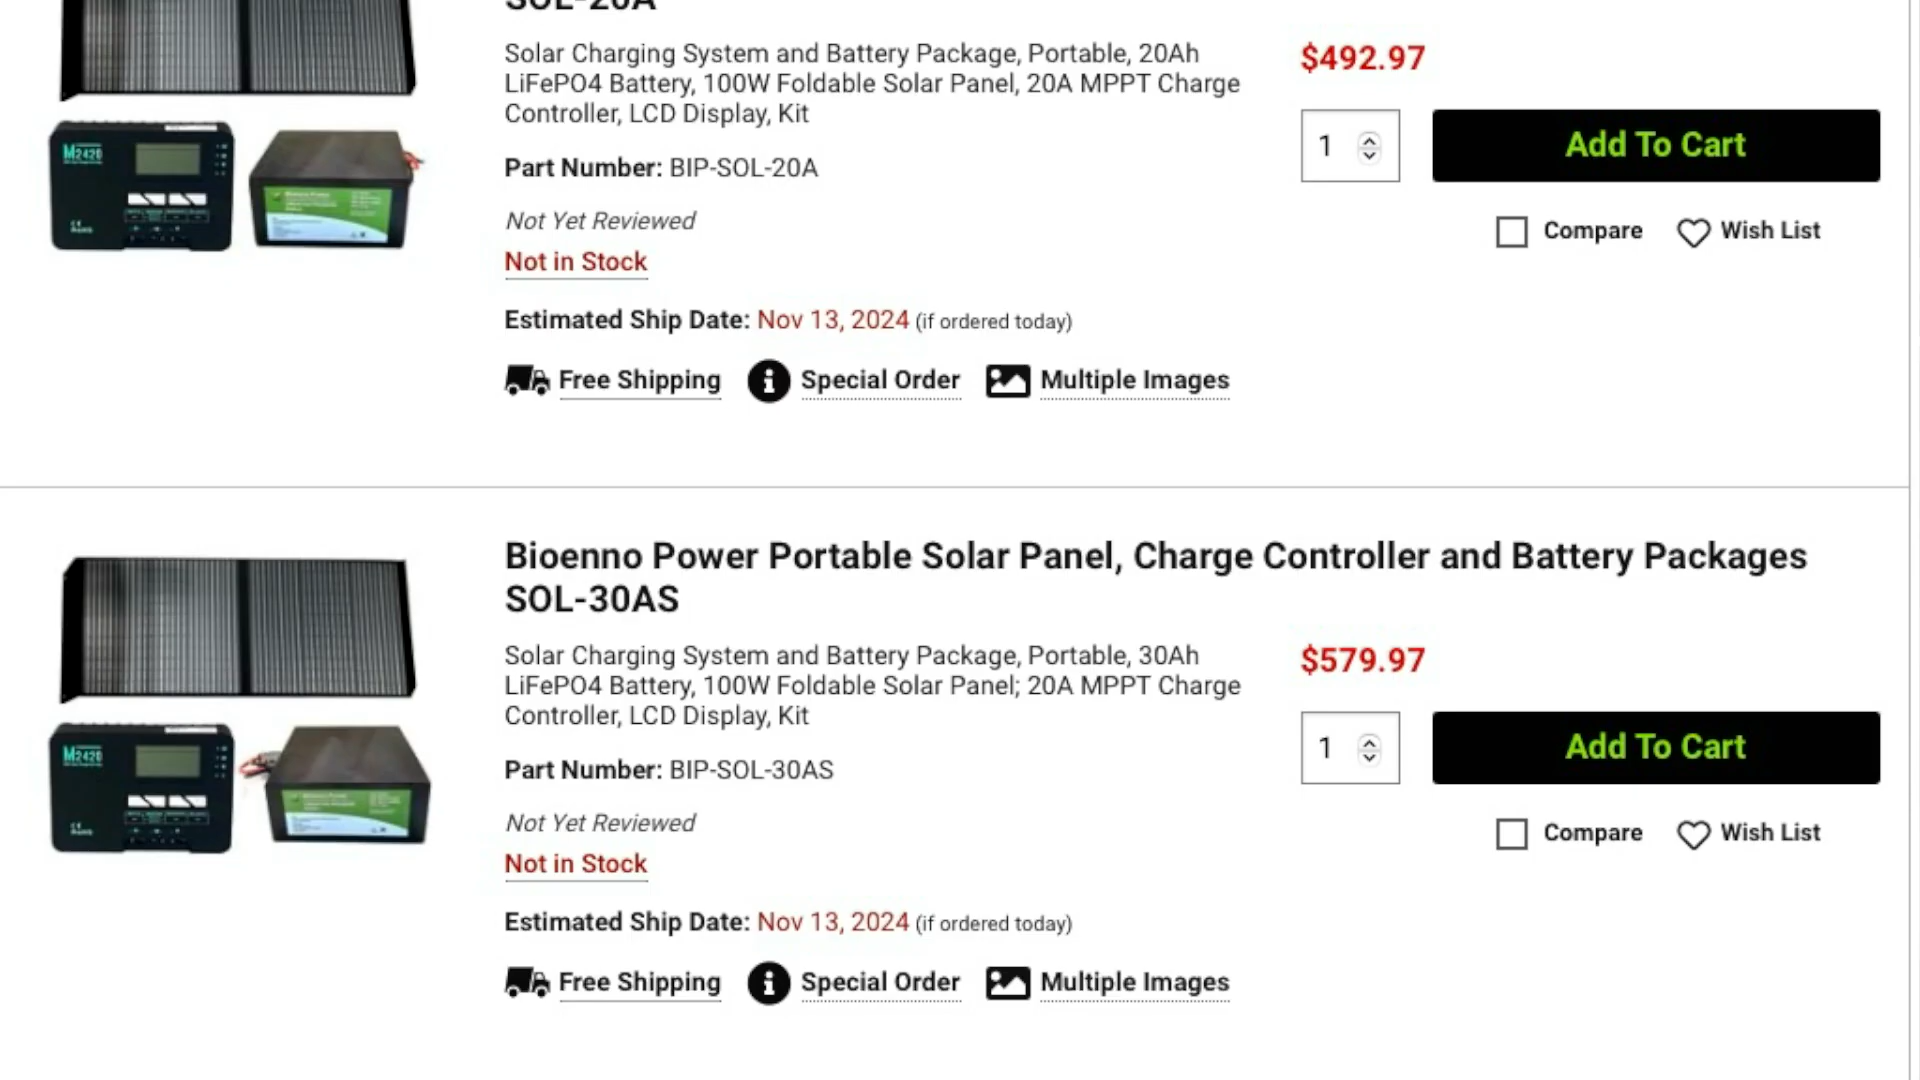 SOL-20A
Solar Charging System and Battery Package, Portable, 20Ah
LiFePO4 Battery, 100W Foldable Solar Panel, 20A MPPT Charge
Controller, LCD Display, Kit
$492.97
1
Add To Cart
Part Number: BIP-SOL-20A
Not Yet Reviewed
Compare
Wish List
Not in Stock
Estimated Ship Date: Nov 13, 2024 (if ordered today)
Free Shipping
Special Order
Multiple Images
M2420
Bioenno Power Portable Solar Panel, Charge Controller and Battery Packages
SOL-30AS
Solar Charging System and Battery Package, Portable, 30Ah
LiFePO4 Battery, 100W Foldable Solar Panel; 20A MPPT Charge
Controller, LCD Display, Kit
$579.97
1
Add To Cart
Part Number: BIP-SOL-30AS
Not Yet Reviewed
Compare
Wish List
Not in Stock
Estimated Ship Date: Nov 13, 2024 (if ordered today)
Free Shipping
Special Order
Multiple Images
M2420